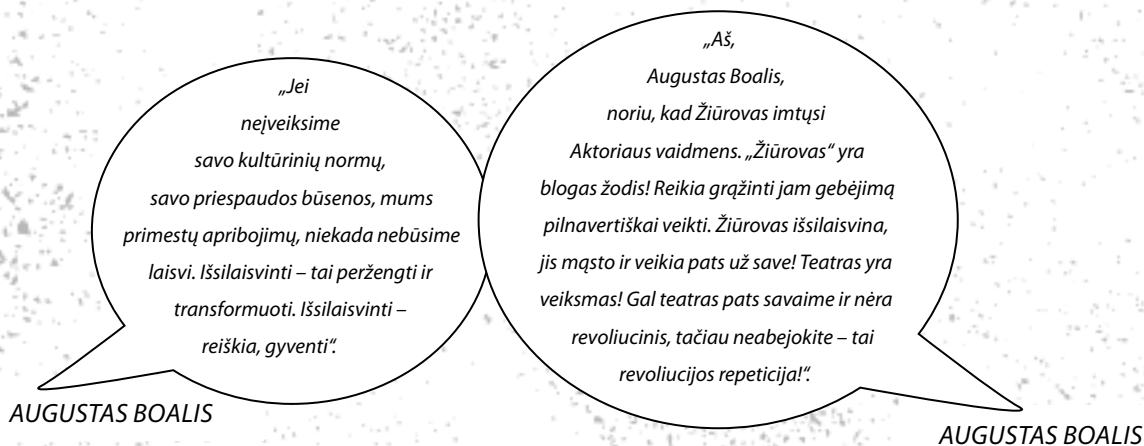 „Jei
neįveiksime
savo kultūrinių normų,
savo priespaudos būsenos, mums
primestų apribojimų, niekada nebūsime
laisvi. Išsilaisvinti – tai peržengti ir
transformuoti. Išsilaisvinti –
reiškia, gyventi“.
AUGUSTAS BOALIS
„Aš,
Augustas Boalis,
noriu, kad Žiūrovas imtųsi
Aktoriaus vaidmens. „Žiūrovas“ yra
blogas žodis! Reikia grąžinti jam gebėjimą
pilnavertiškai veikti. Žiūrovas išsilaisvina,
jis mąsto ir veikia pats už save! Teatras yra
veiksmas! Gal teatras pats savaime ir nėra
revoliucinis, tačiau neabejokite – tai
revoliucijos repeticija!“.
AUGUSTAS BOALIS